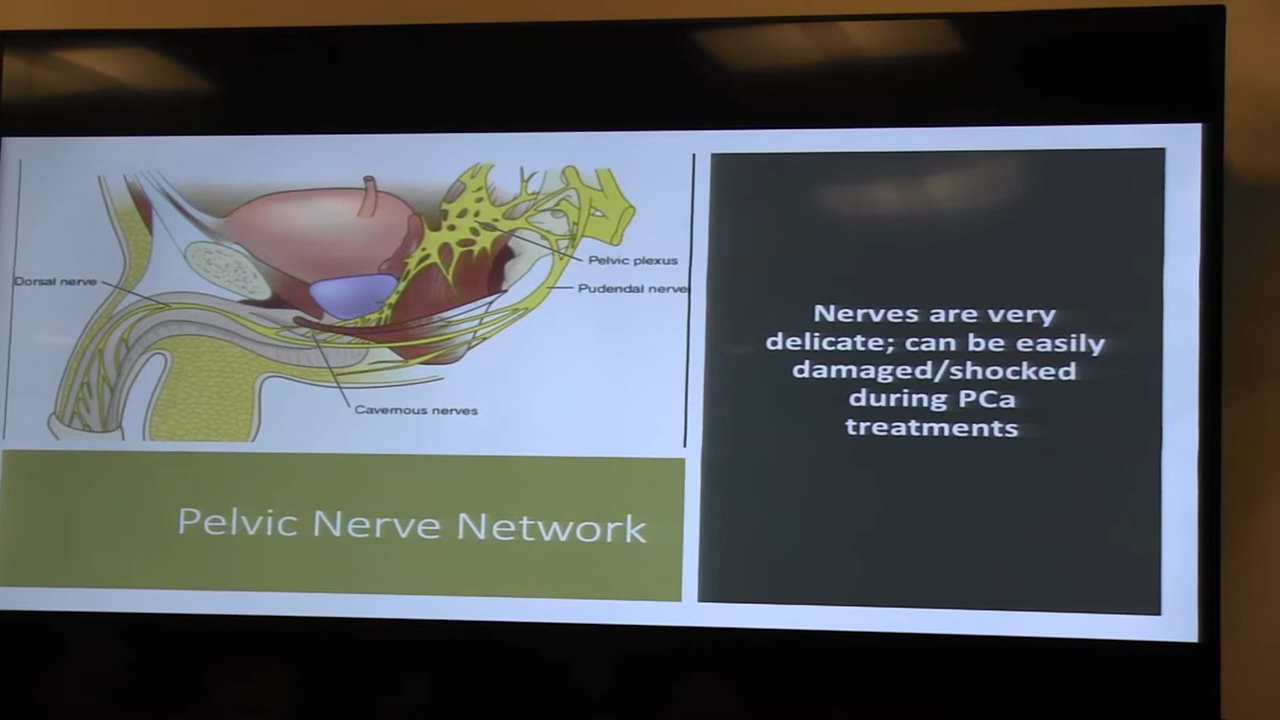 Pelvic plexus
Pudendal nerve
Dorsal nerve
Cavernous nerves
Pelvic Nerve Network
Nerves are very
delicate; can be easily
damaged/shocked
during PCa
treatments